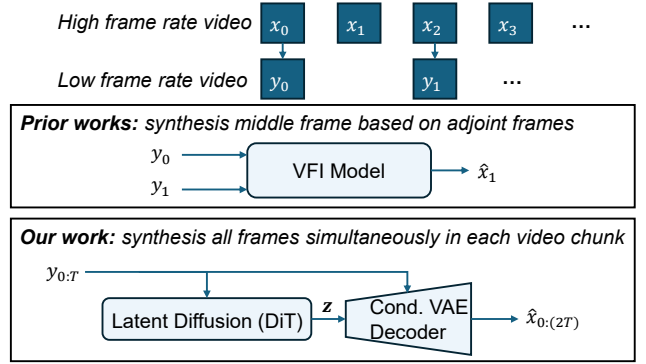 High frame rate video x₀ x₁ x₂ x₃ ...
Low frame rate video y₀ y₁ ...
Prior works: synthesis middle frame based on adjoint frames
y₀
VFI Model
x̂₁
y₁
Our work: synthesis all frames simultaneously in each video chunk
y₀:T
Latent Diffusion (DiT)
z
Cond. VAE
Decoder
x̂₀:(2T)